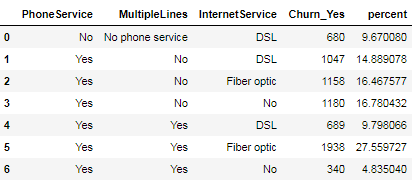 PhoneService MultipleLines InternetService Churn_Yes percent
0 No No phone service DSL 680 9.670080
1 Yes No DSL 1047 14.889078
2 Yes No Fiber optic 1158 16.467577
3 Yes No No 1180 16.780432
4 Yes Yes DSL 689 9.798066
5 Yes Yes Fiber optic 1938 27.559727
6 Yes Yes No 340 4.835040